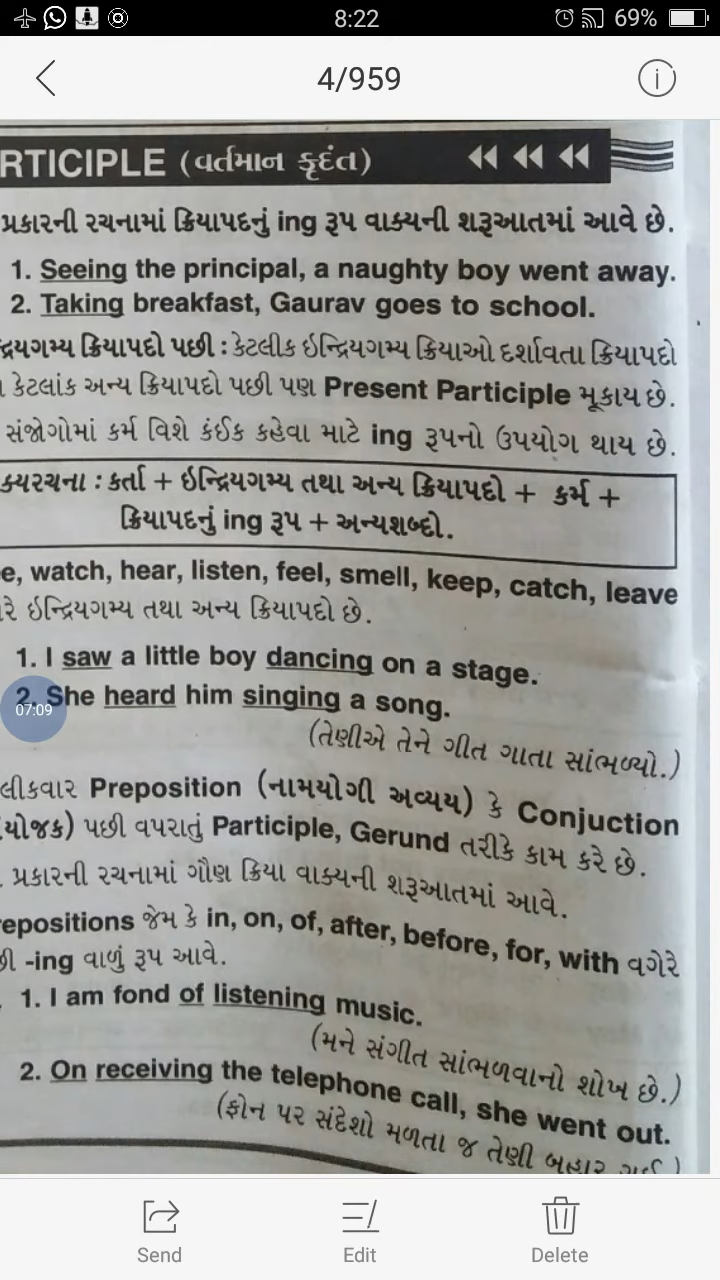 8:22
69%
4/959
RTICIPLE (વર્તમાન કૃદંત)
પ્રકારની રચનામાં ક્રિયાપદનું ing રૂપ વાક્યની શરૂઆતમાં આવે છે.
1. Seeing the principal, a naughty boy went away.
2. Taking breakfast, Gaurav goes to school.
દ્રિયગમ્ય ક્રિયાપદો પછી : કેટલીક ઇન્દ્રિયગમ્ય ક્રિયાઓ દર્શાવતા ક્રિયાપદો
કેટલાંક અન્ય ક્રિયાપદો પછી પણ Present Participle મૂકાય છે.
સંજોગોમાં કર્મ વિશે કંઈક કહેવા માટે ing રૂપનો ઉપયોગ થાય છે.
ક્યરચના : કર્તા + ઇન્દ્રિયગમ્ય તથા અન્ય ક્રિયાપદો + કર્મ +
ક્રિયાપદનું ing રૂપ + અન્યશબ્દો.
e, watch, hear, listen, feel, smell, keep, catch, leave
રે ઇન્દ્રિયગમ્ય તથા અન્ય ક્રિયાપદો છે.
1. I saw a little boy dancing on a stage.
2. She heard him singing a song.
07:09
(તેણીએ તેને ગીત ગાતા સાંભળ્યો.)
લીકવાર Preposition (નામયોગી અવ્યય) કે Conjuction
યોજક) પછી વપરાતું Participle, Gerund તરીકે કામ કરે છે.
. પ્રકારની રચનામાં ગૌણ ક્રિયા વાક્યની શરૂઆતમાં આવે.
epositions જેમ કે in, on, of, after, before, for, with વગેરે
છી -ing વાળું રૂપ આવે.
1. I am fond of listening music.
(મને સંગીત સાંભળવાનો શોખ છે.)
2. On receiving the telephone call, she went out.
(ફોન પર સંદેશો મળતા જ તેણી બહાર
Send
Edit
Delete